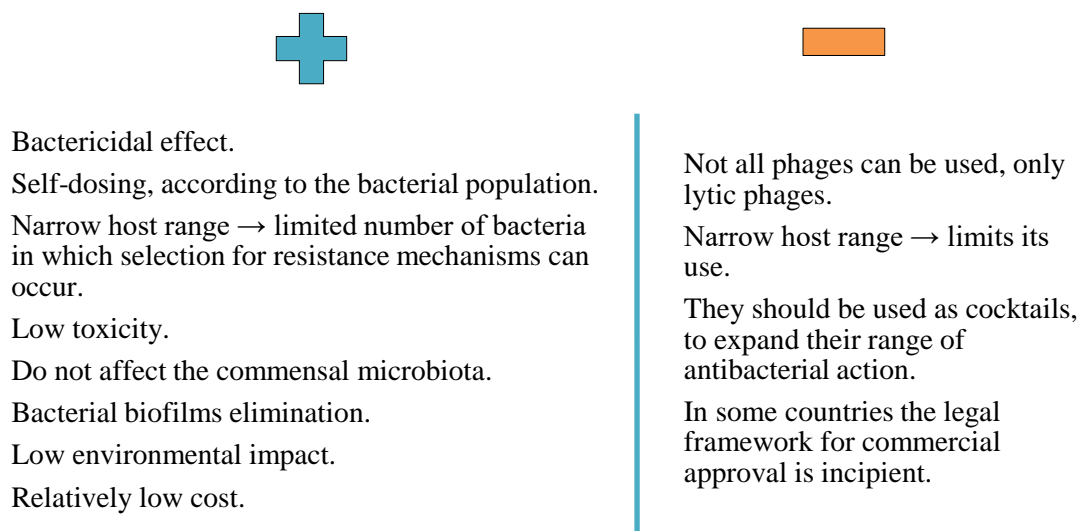 Bactericidal effect.
Self-dosing, according to the bacterial population.
Narrow host range → limited number of bacteria
in which selection for resistance mechanisms can
occur.
Low toxicity.
Do not affect the commensal microbiota.
Bacterial biofilms elimination.
Low environmental impact.
Relatively low cost.
Not all phages can be used, only
lytic phages.
Narrow host range → limits its
use.
They should be used as cocktails,
to expand their range of
antibacterial action.
In some countries the legal
framework for commercial
approval is incipient.